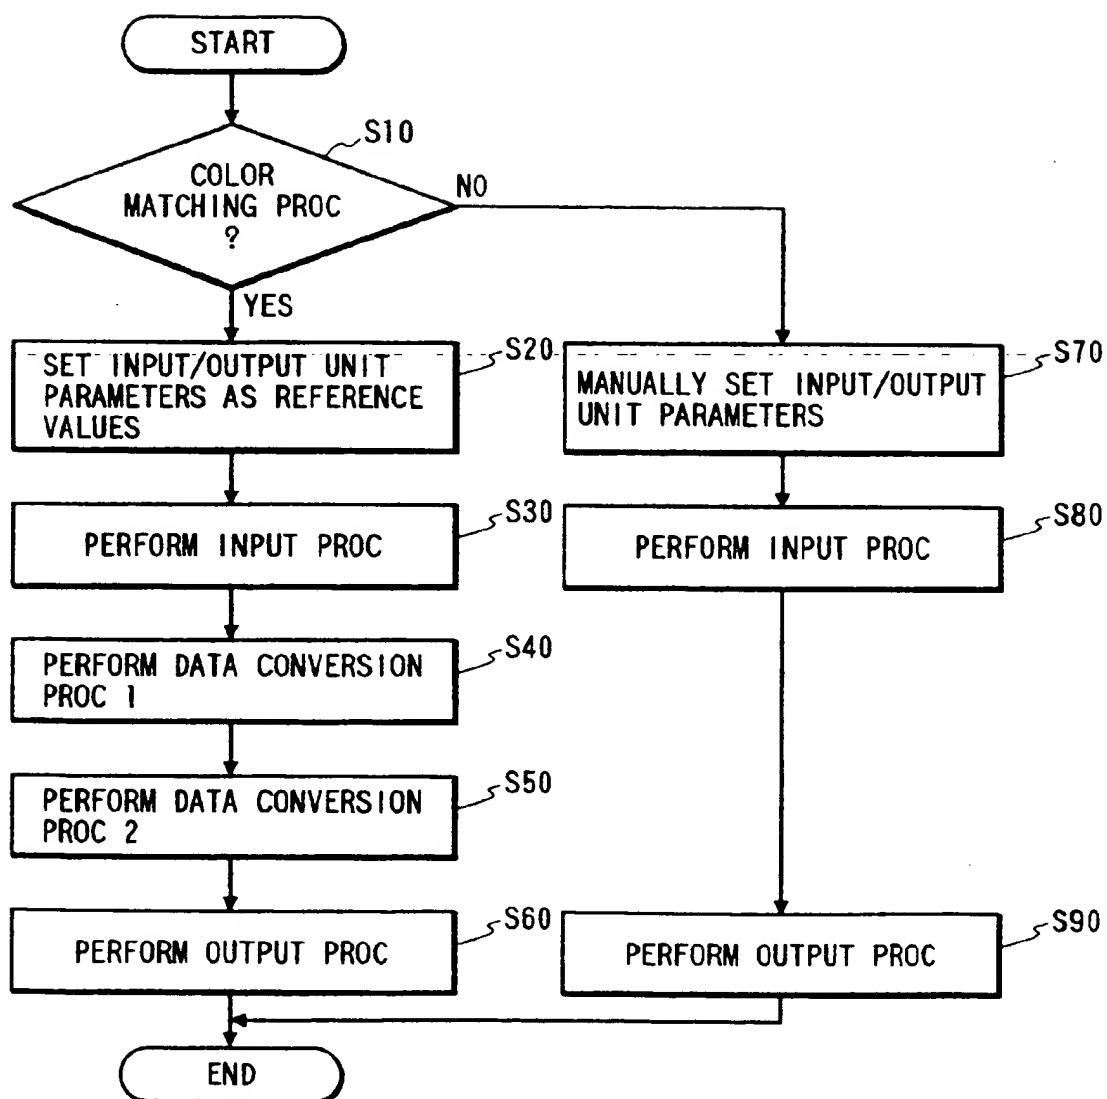 START
S10
COLOR
MATCHING PROC
?
NO
YES
S20
SET INPUT/OUTPUT UNIT
PARAMETERS AS REFERENCE
VALUES
S70
MANUALLY SET INPUT/OUTPUT
UNIT PARAMETERS
S30
PERFORM INPUT PROC
S80
PERFORM INPUT PROC
S40
PERFORM DATA CONVERSION
PROC 1
S50
PERFORM DATA CONVERSION
PROC 2
S60
PERFORM OUTPUT PROC
S90
PERFORM OUTPUT PROC
END